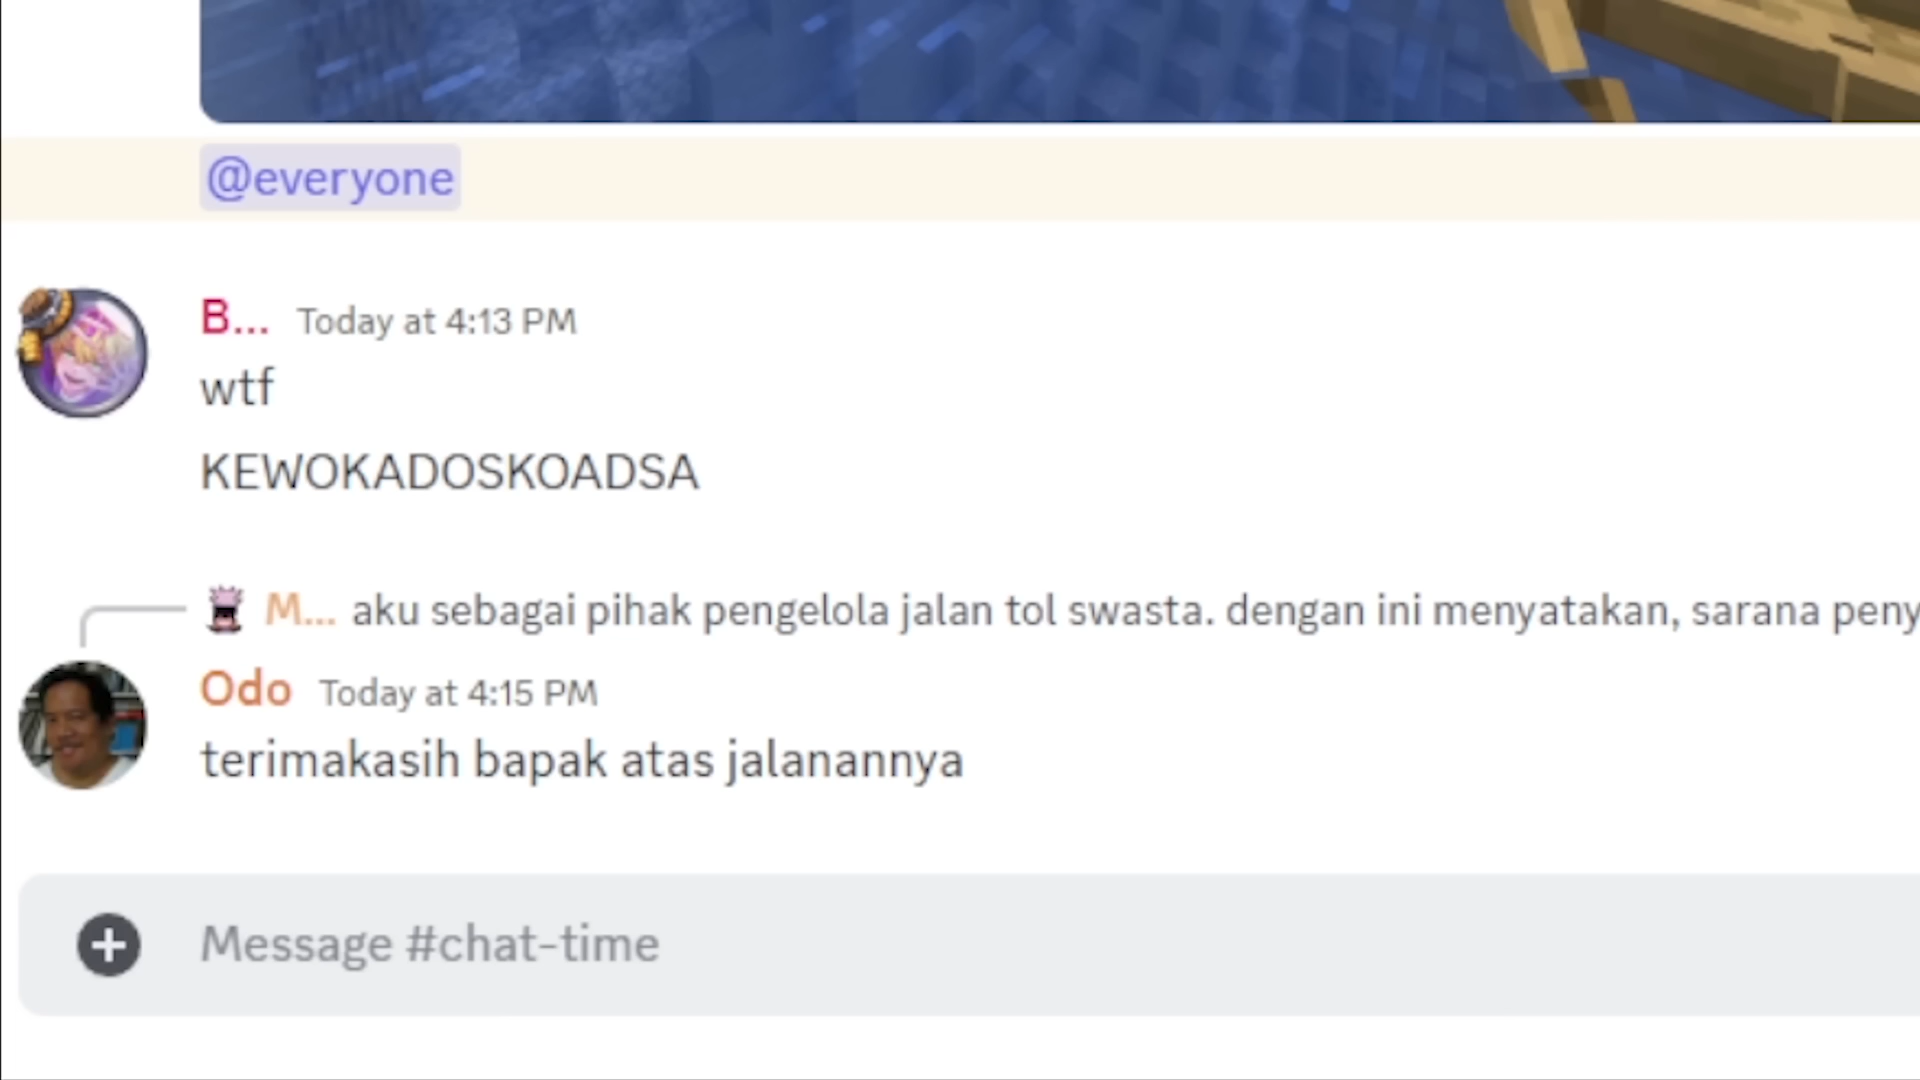 @everyone
B... Today at 4:13 PM
wtf
KEWOKADOSKOADSA
M... aku sebagai pihak pengelola jalan tol swasta. dengan ini menyatakan, sarana peny
Odo Today at 4:15 PM
terimakasih bapak atas jalanannya
Message #chat-time